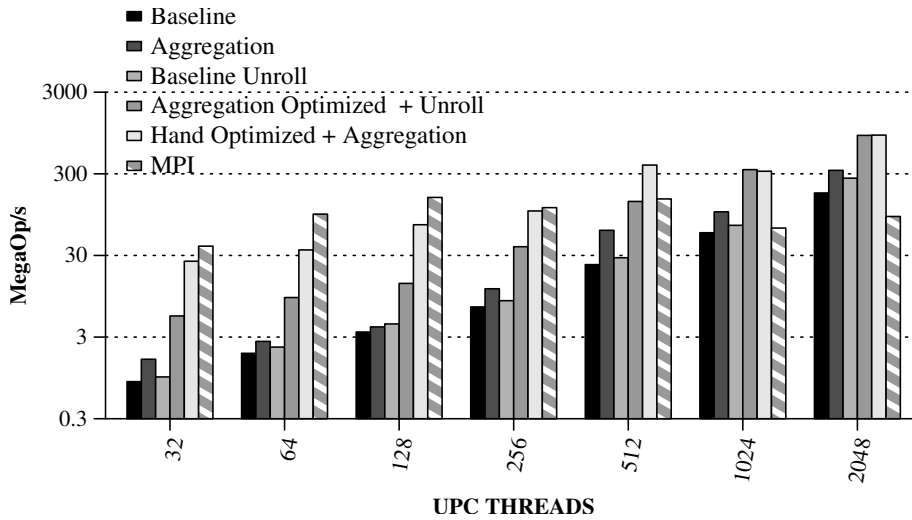 Baseline
Aggregation
Baseline Unroll
Aggregation Optimized + Unroll
Hand Optimized + Aggregation
MPI
3000
300
30
3
0.3
MegaOp/s
32
64
128
256
512
1024
2048
UPC THREADS